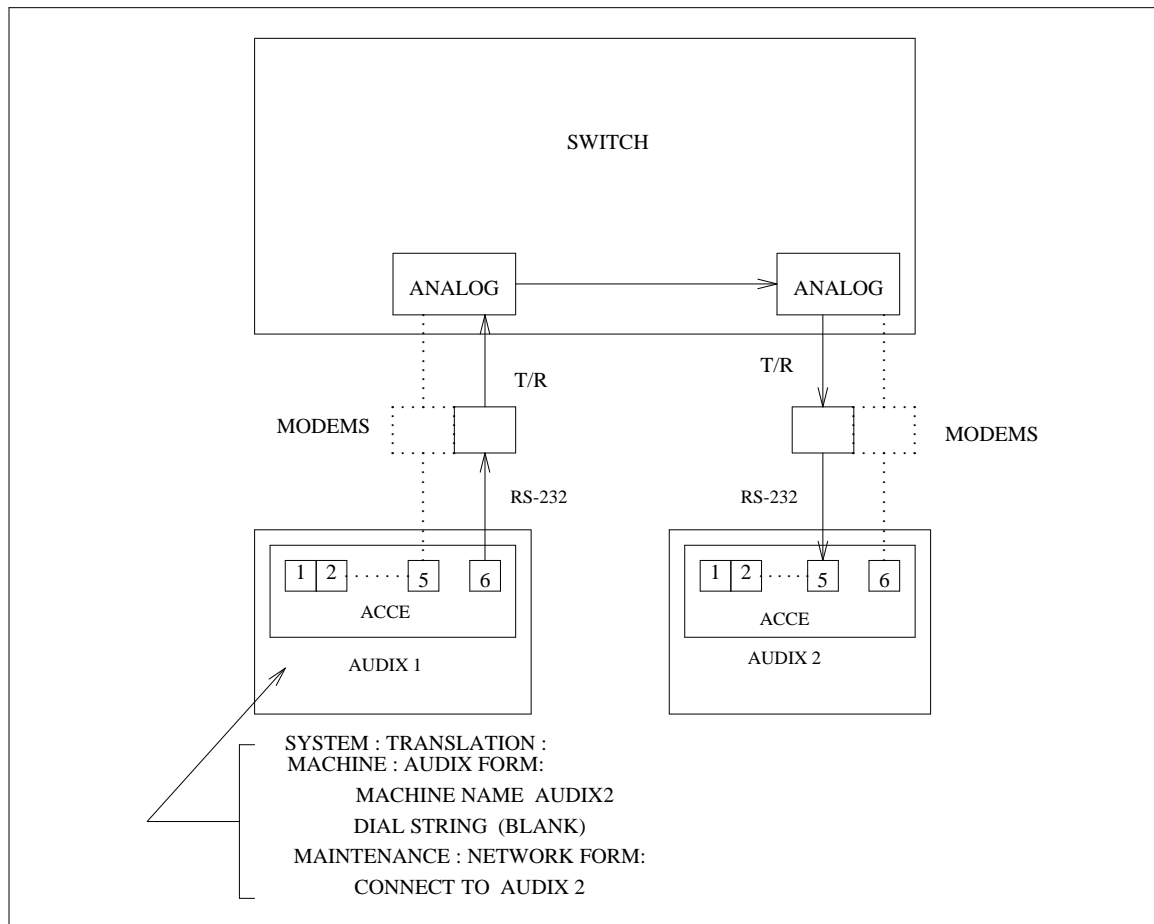 SWITCH
ANALOG
ANALOG
T/R
T/R
MODEMS
MODEMS
RS-232
RS-232
1 2 5 6
ACCE
AUDIX 1
1 2 5 6
ACCE
AUDIX 2
SYSTEM : TRANSLATION :
MACHINE : AUDIX FORM:
MACHINE NAME AUDIX2
DIAL STRING (BLANK)
MAINTENANCE : NETWORK FORM:
CONNECT TO AUDIX 2